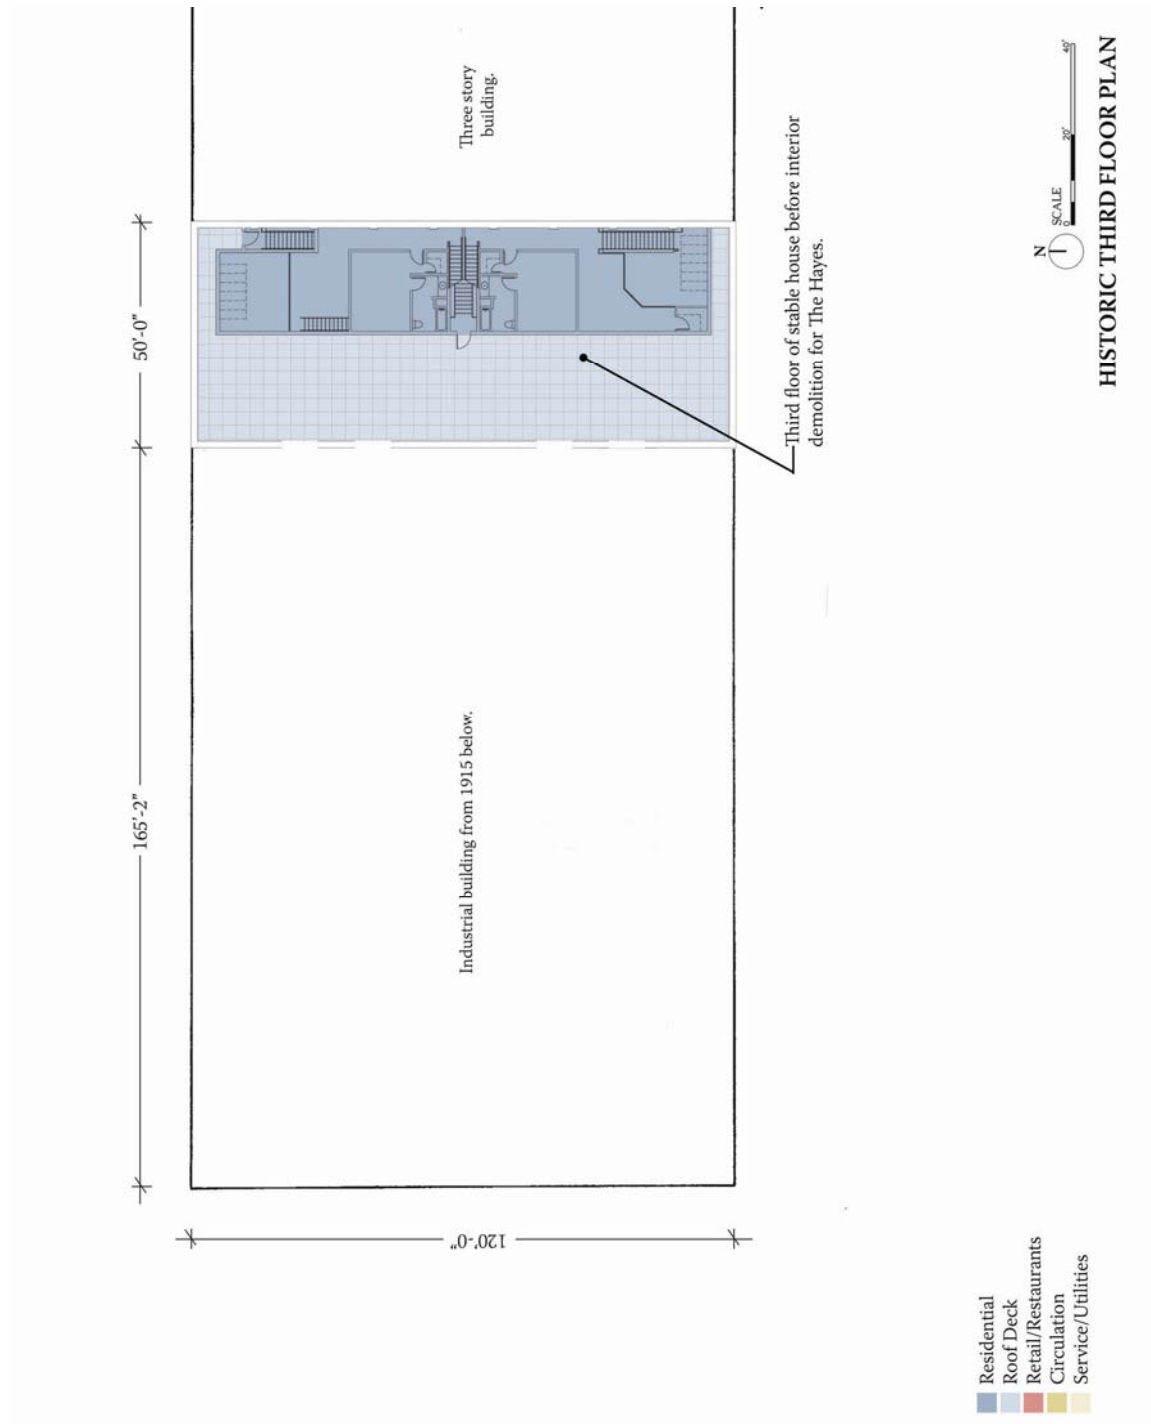 HISTORIC THIRD FLOOR PLAN
N
SCALE
0
20'
40'
Three story
building.
Third floor of stable house before interior
demolition for The Hayes.
50'-0"
165'-2"
Industrial building from 1915 below.
120'-0"
Residential
Roof Deck
Retail/Restaurants
Circulation
Service/Utilities